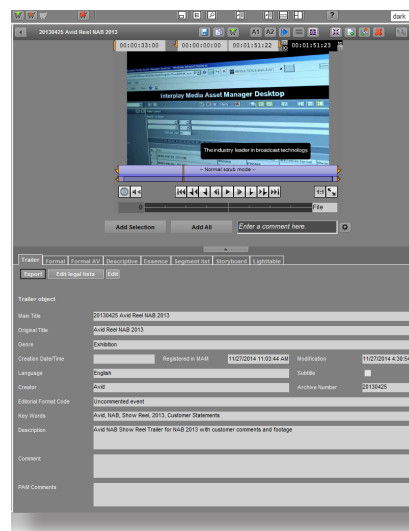 dark
20130425 Avid Reel NAB 2013
A1 A2
00:00:33:00 00:00:00:00 00:01:51:22 00:01:51:23
Interplay Media Asset Manager Desktop
The industry leader in broadcast technology.
-- Normal scrub mode --
1:1
0 File
Add Selection Add All Enter a comment here.
Trailer Formal Formal AV Descriptive Essence Segment list Storyboard Lighttable
Export Edit legal lists Edit
Trailer object
Main Title 20130425 Avid Reel NAB 2013
Original Title Avid Reel NAB 2013
Genre Exhibition
Creation Date/Time Registered in MAM 11/27/2014 11:03:44 AM Modification 11/27/2014 4:30:54
Language English Subtitle
Creator Avid Archive Number 20130425
Editorial Format Code Uncommented event
Key Words Avid, NAB, Show Reel, 2013, Customer Statements
Description Avid NAB Show Reel Trailer for NAB 2013 with customer comments and footage
Comment
PAM Comments